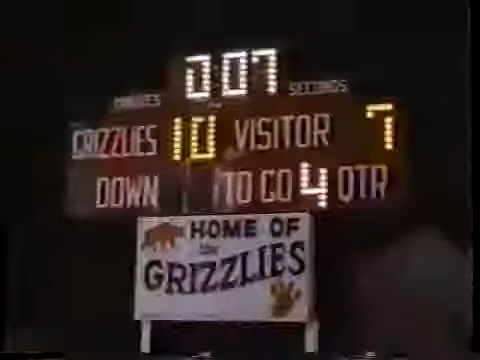 0:07
MINUTES SECONDS
GRIZZLIES 10 VISITOR 7
DOWN TO GO 4 QTR
HOME OF
the
GRIZZLIES